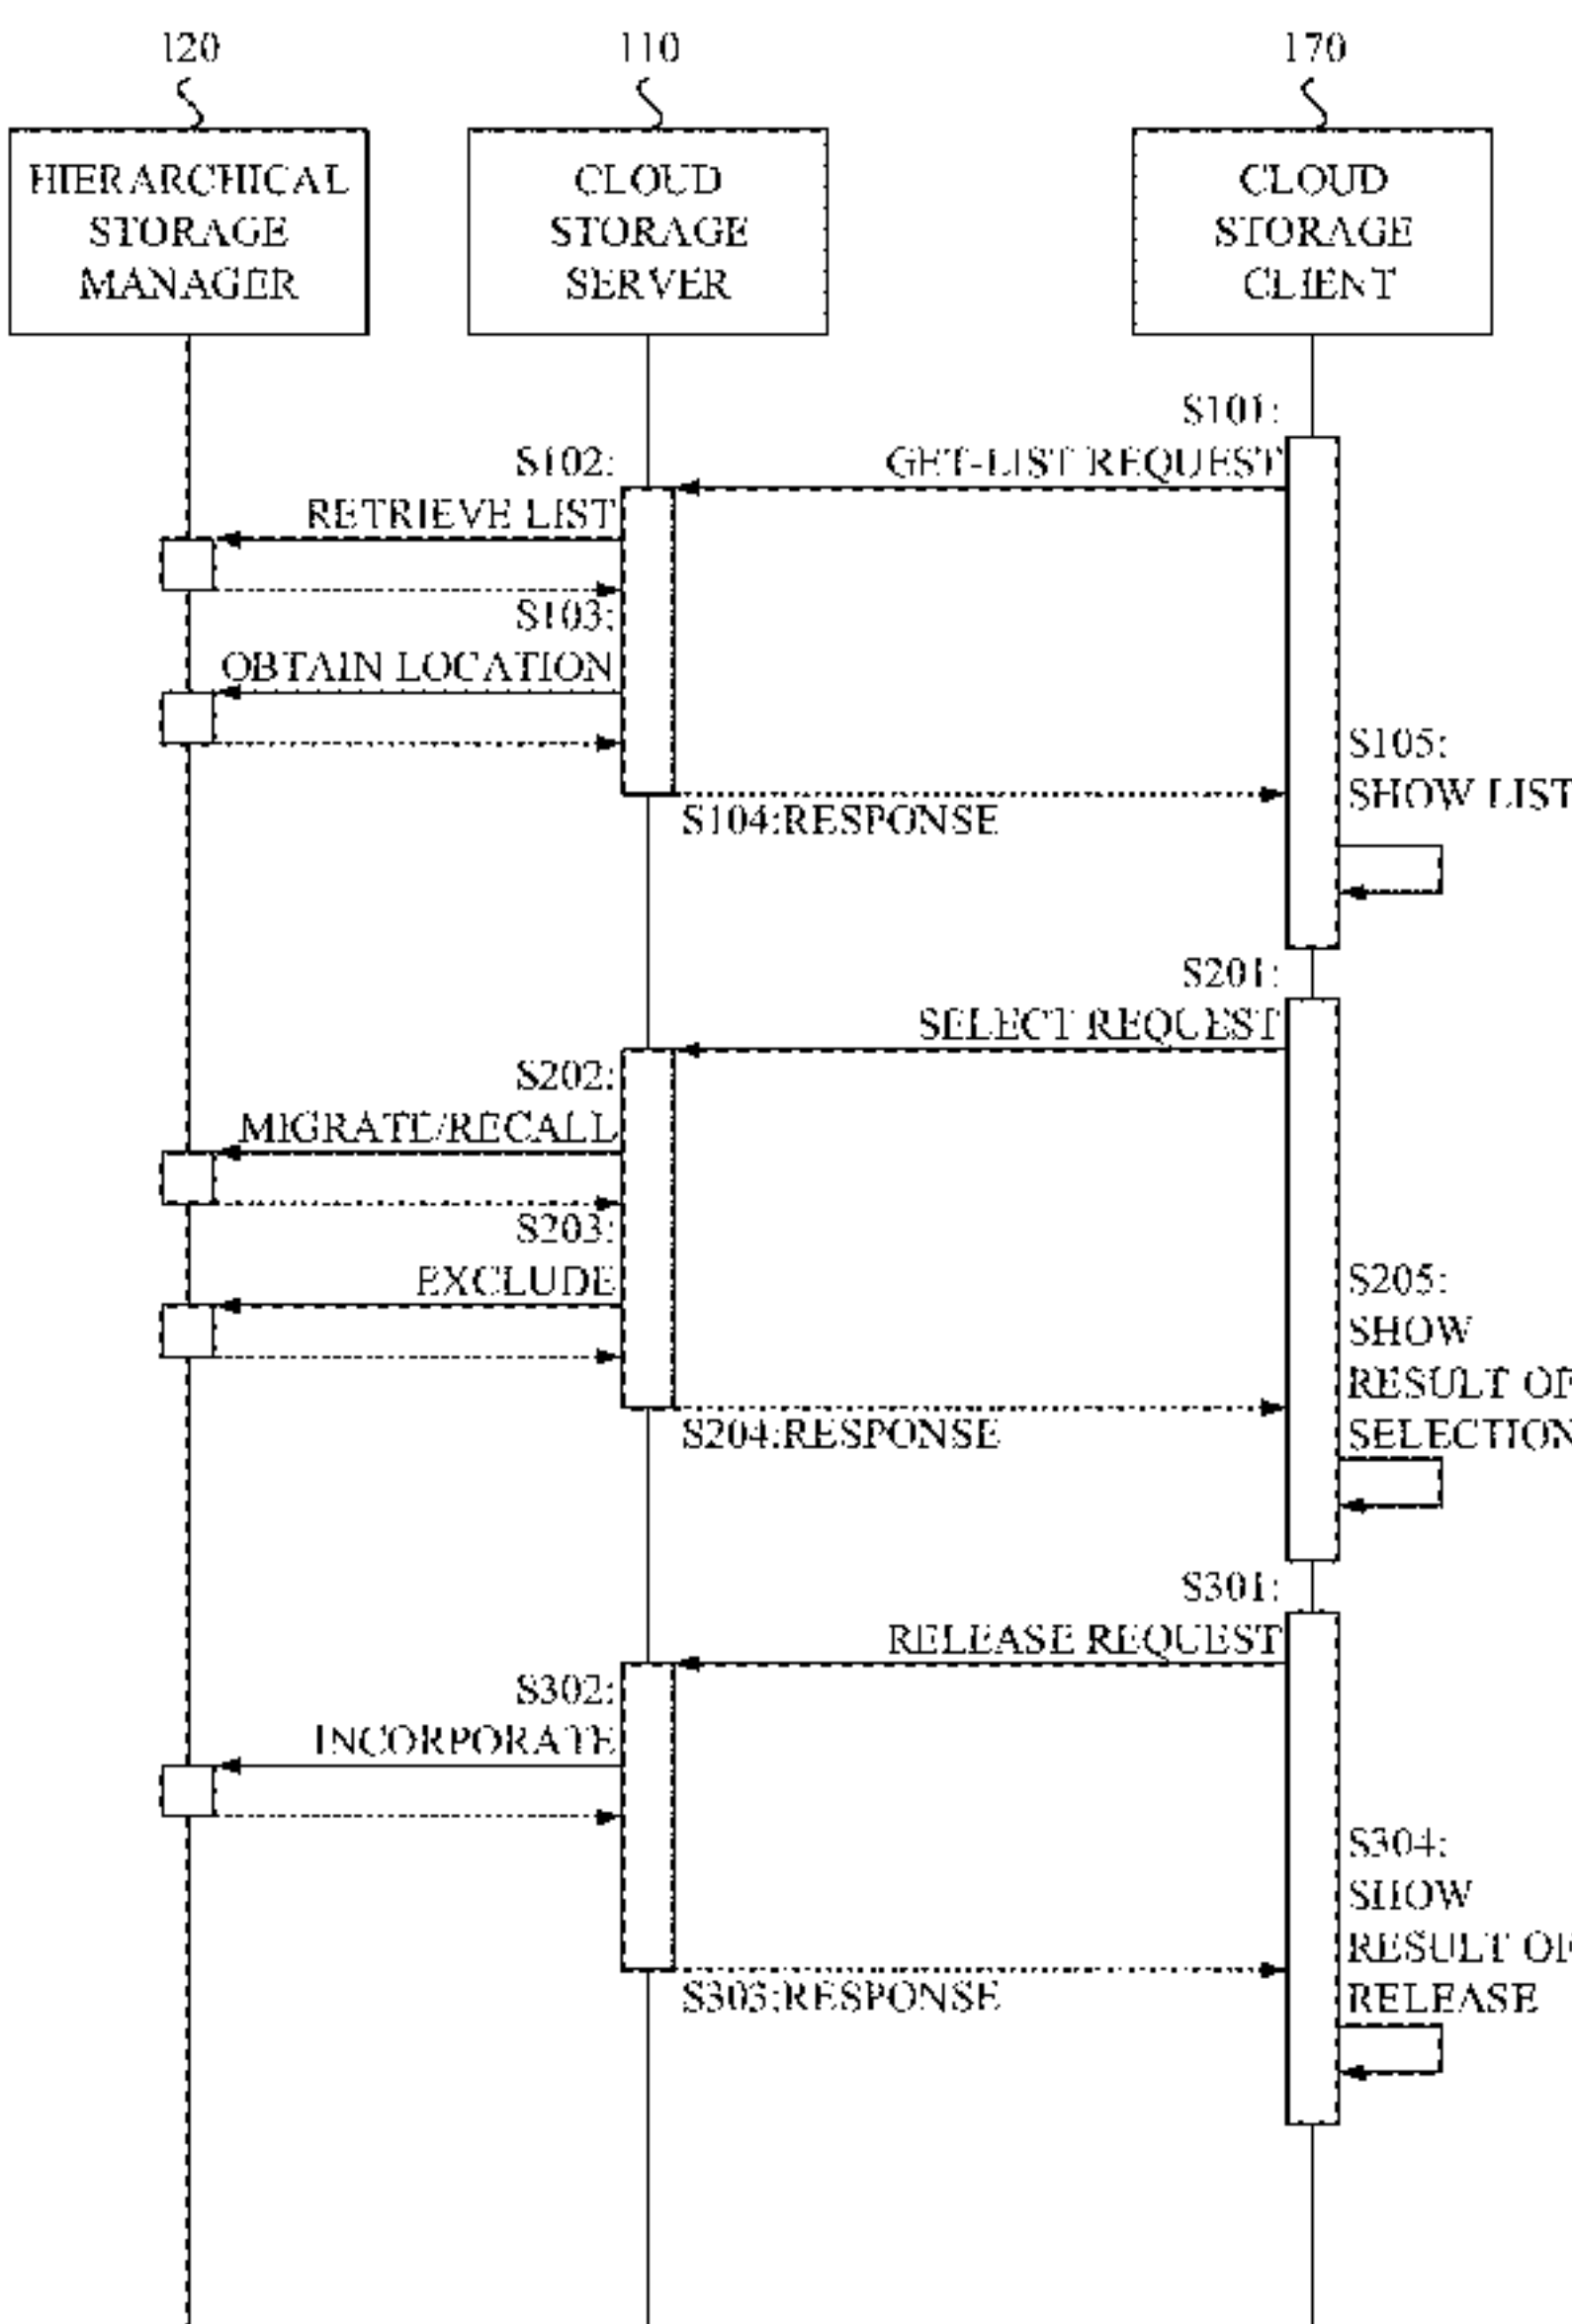 120
110
170
HIERARCHICAL
STORAGE
MANAGER
CLOUD
STORAGE
SERVER
CLOUD
STORAGE
CLIENT
S101:
GET-LIST REQUEST
S102:
RETRIEVE LIST
S103:
OBTAIN LOCATION
S104:RESPONSE
S105:
SHOW LIST
S201:
SELECT REQUEST
S202:
MIGRATE/RECALL
S203:
EXCLUDE
S204:RESPONSE
S205:
SHOW
RESULT OF
SELECTION
S301:
RELEASE REQUEST
S302:
INCORPORATE
S303:RESPONSE
S304:
SHOW
RESULT OF
RELEASE